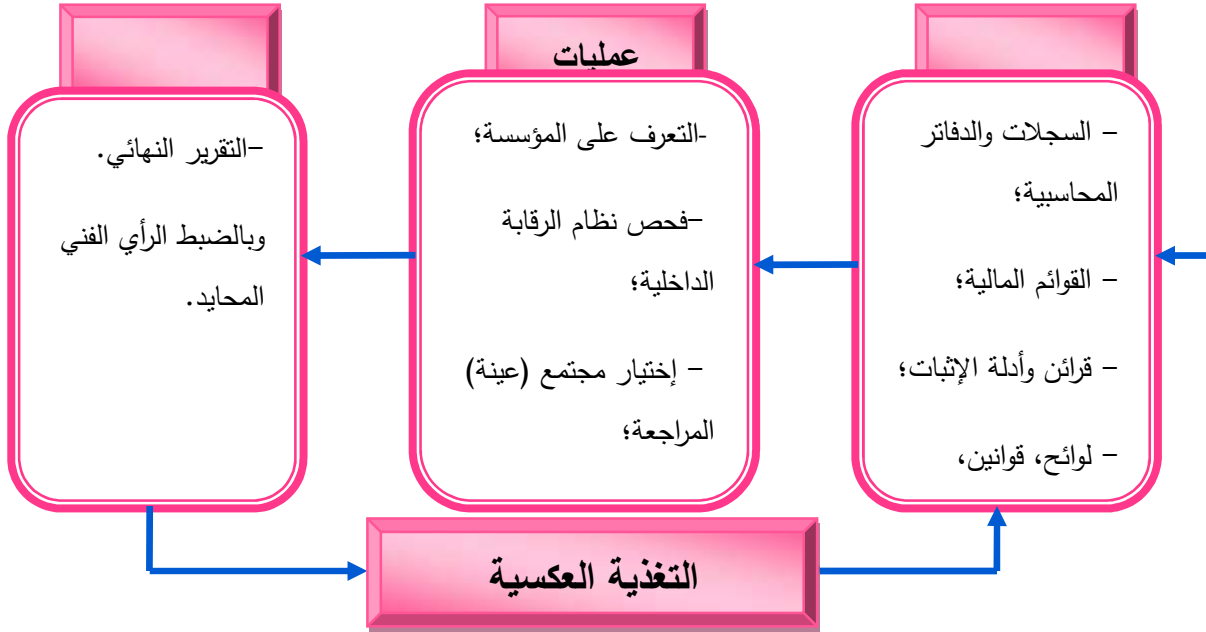 عمليات
– السجلات والدفاتر
المحاسبية؛
– القوائم المالية؛
– قرائن وأدلة الإثبات؛
– لوائح، قوانين،
-التعرف على المؤسسة؛
–فحص نظام الرقابة
الداخلية؛
– إختيار مجتمع (عينة)
المراجعة؛
–التقرير النهائي.
وبالضبط الرأي الفني
المحايد.
التغذية العكسية